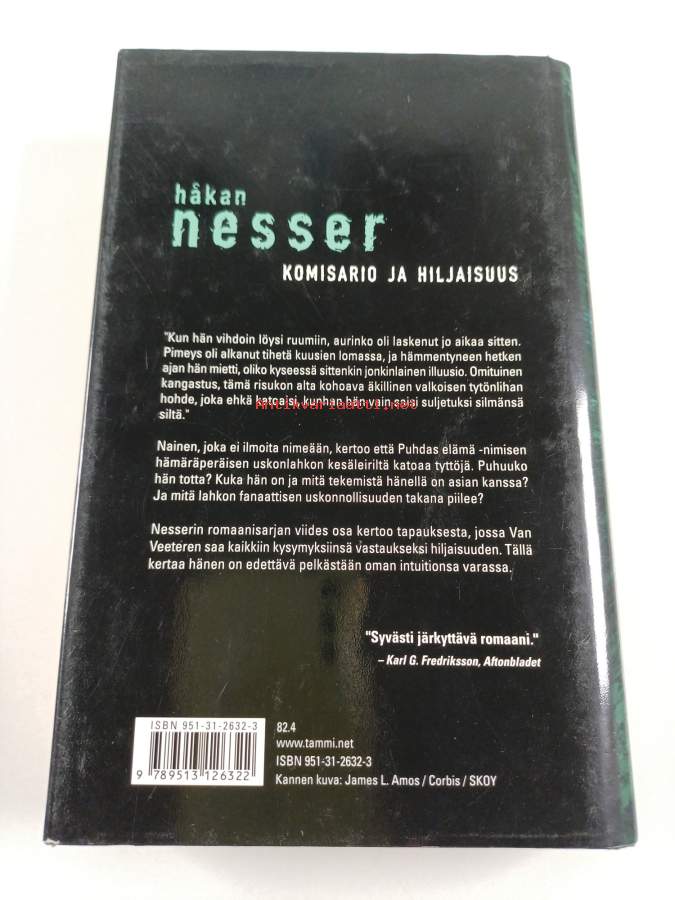 håkan
nesser
KOMISARIO JA HILJAISUUS
"Kun hän vihdoin löysi ruumiin, aurinko oli laskenut jo aikaa sitten.
Pimeys oli alkanut tihetä kuusien lomassa, ja hämmentyneen hetken
ajan hän mietti, oliko kyseessä sittenkin jonkinlainen illuusio. Omituinen
kangastus, tämä risukon alta kohoava äkillinen valkoisen tytönlihan
hohde, joka ehkä katoaisi, kunhan hän vain saisi suljetuksi silmänsä
siltä."
Antivariaatti.net
Nainen, joka ei ilmoita nimeään, kertoo että Puhdas elämä -nimisen
hämäräperäisen uskonlahkon kesäleiriltä katoaa tyttöjä. Puhuuko
hän totta? Kuka hän on ja mitä tekemistä hänellä on asian kanssa?
Ja mitä lahkon fanaattisen uskonnollisuuden takana piilee?
Nesserin romaanisarjan viides osa kertoo tapauksesta, jossa Van
Veeteren saa kaikkiin kysymyksiinsä vastaukseksi hiljaisuuden. Tällä
kertaa hänen on edettävä pelkästään oman intuitionsa varassa.
"Syvästi järkyttävä romaani."
– Karl G. Fredriksson, Aftonbladet
ISBN 951-31-2632-3
9 789513 126322
82.4
www.tammi.net
ISBN 951-31-2632-3
Kannen kuva: James L. Amos / Corbis / SKOY